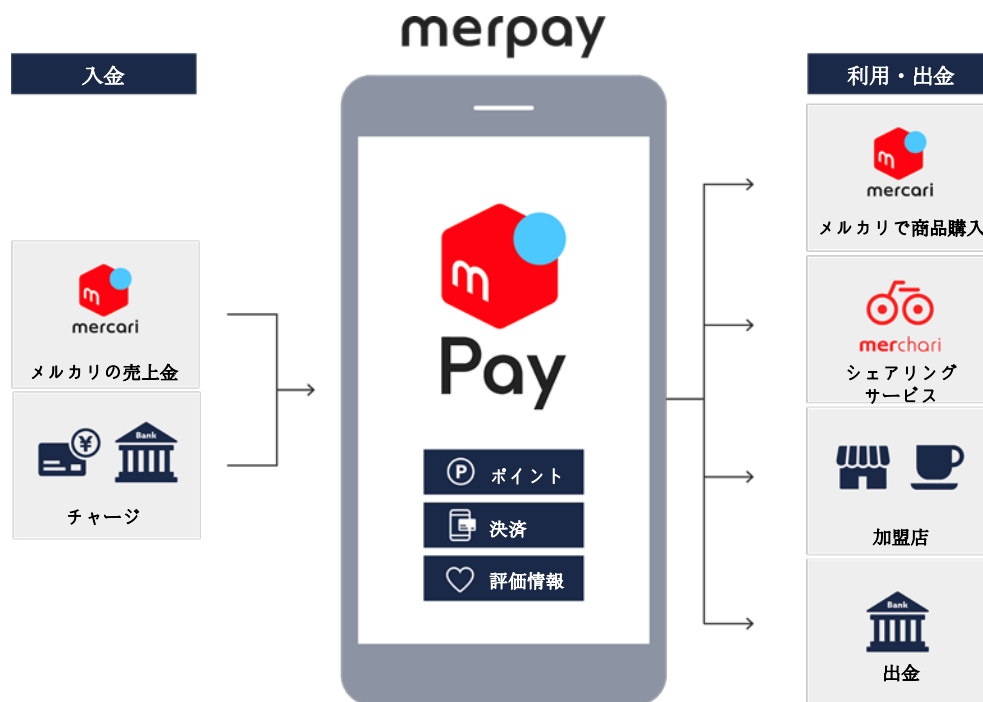 merpay
入金
m
mercari
メルカリの売上金
¥
Bank
チャージ
m
Pay
P ポイント
決済
評価情報
利用・出金
m
mercari
メルカリで商品購入
merchari
シェアリング
サービス
加盟店
Bank
出金